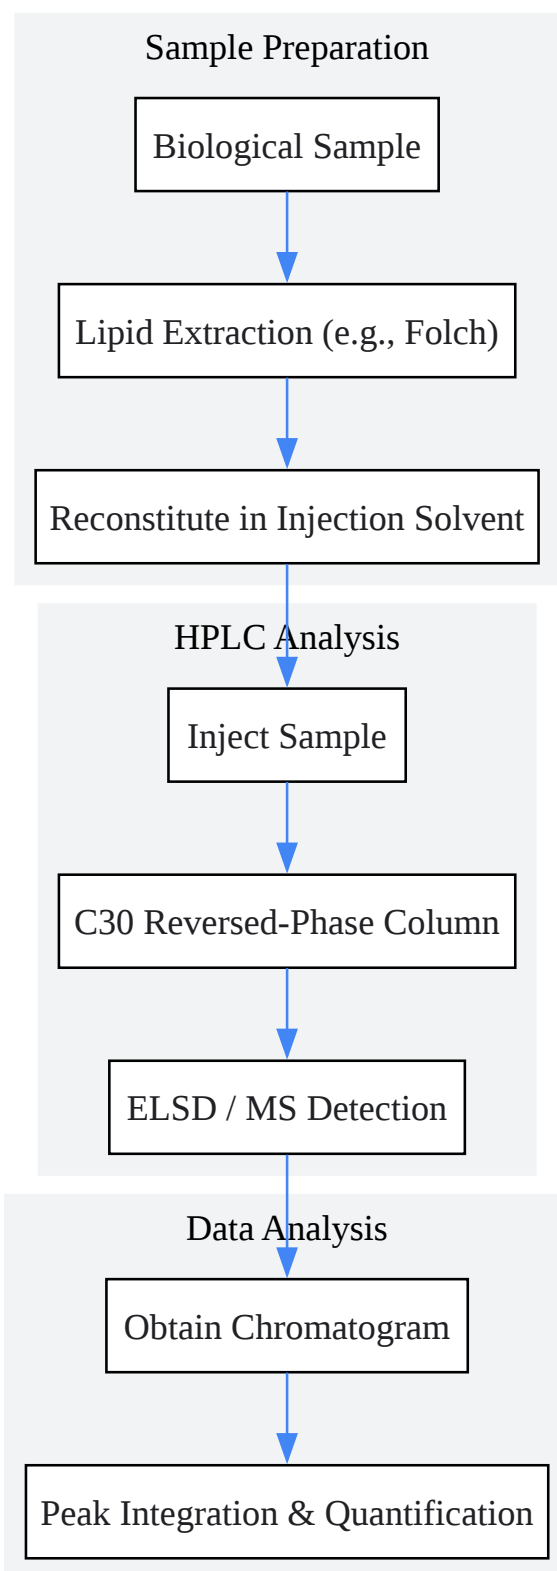 Sample Preparation
Biological Sample
Lipid Extraction (e.g., Folch)
Reconstitute in Injection Solvent
HPLC Analysis
Inject Sample
C30 Reversed-Phase Column
ELSD / MS Detection
Data Analysis
Obtain Chromatogram
Peak Integration & Quantification